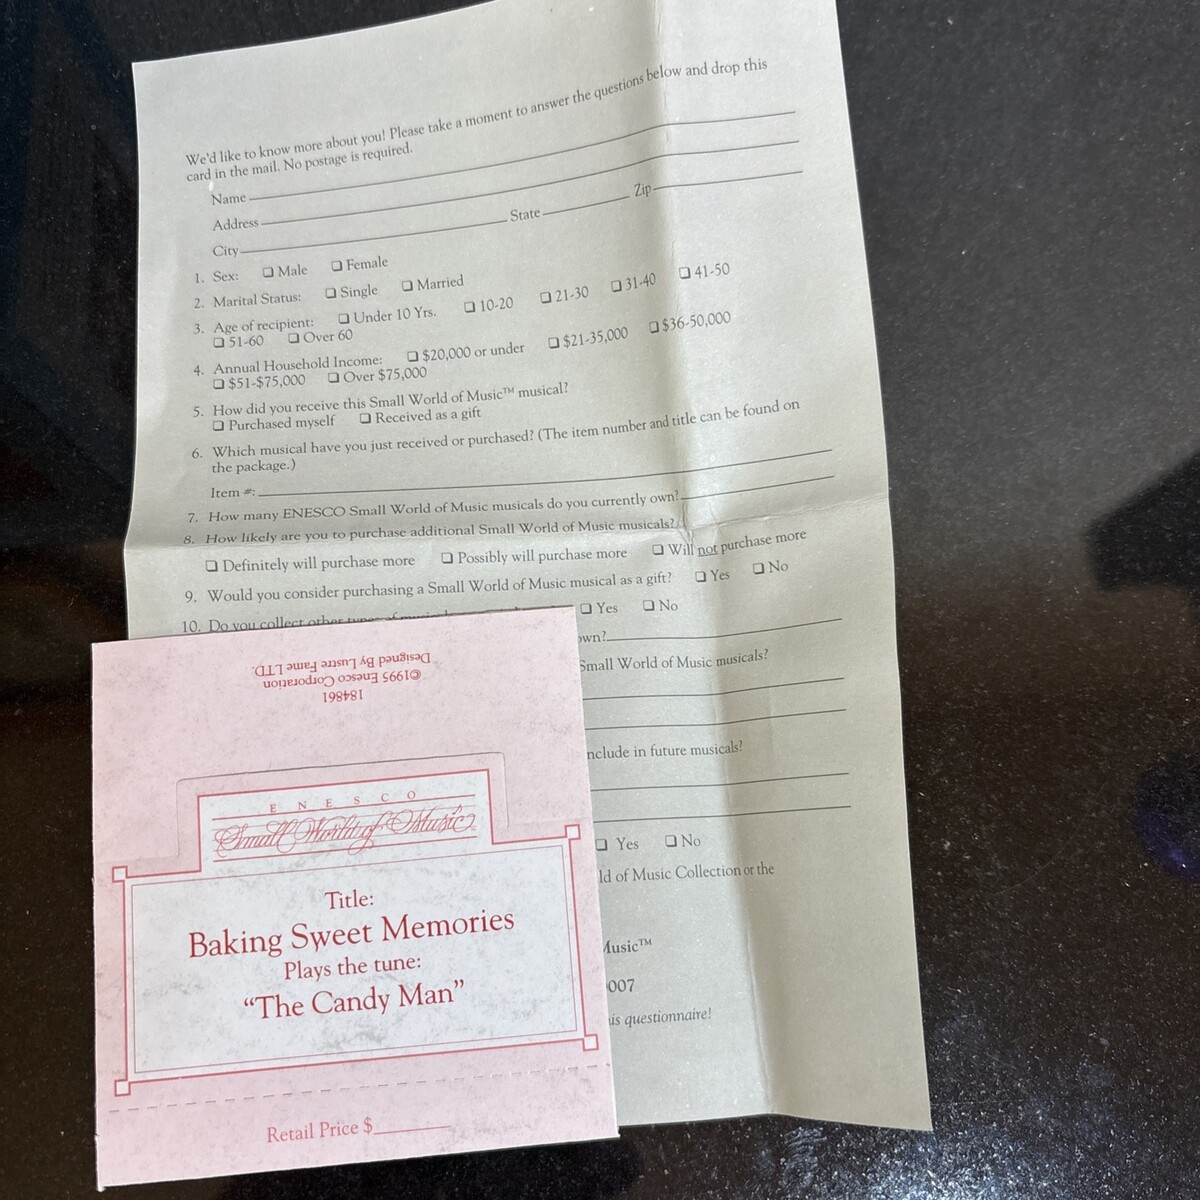 We'd like to know more about you! Please take a moment to answer the questions below and drop this
card in the mail. No postage is required.
Name
Address
City State Zip
1. Sex: ❏ Male ❏ Female
2. Marital Status: ❏ Single ❏ Married
3. Age of recipient: ❏ Under 10 Yrs. ❏ 10-20 ❏ 21-30 ❏ 31-40 ❏ 41-50
❏ 51-60 ❏ Over 60
4. Annual Household Income: ❏ $20,000 or under ❏ $21-35,000 ❏ $36-50,000
❏ $51-$75,000 ❏ Over $75,000
5. How did you receive this Small World of Music™ musical?
❏ Purchased myself ❏ Received as a gift
6. Which musical have you just received or purchased? (The item number and title can be found on
the package.)
Item #:
7. How many ENESCO Small World of Music musicals do you currently own?
8. How likely are you to purchase additional Small World of Music musicals?
❏ Definitely will purchase more ❏ Possibly will purchase more ❏ Will not purchase more
9. Would you consider purchasing a Small World of Music musical as a gift? ❏ Yes ❏ No
10. Do you collect other types of ❏ Yes ❏ No
own?
Small World of Music musicals?
nclude in future musicals?
❏ Yes ❏ No
ld of Music Collection or the
Music™
007
is questionnaire!
184861
©1995 Enesco Corporation
Designed By Lustre Fame LTD.
ENESCO
Small World of Music
Title:
Baking Sweet Memories
Plays the tune:
"The Candy Man"
Retail Price $